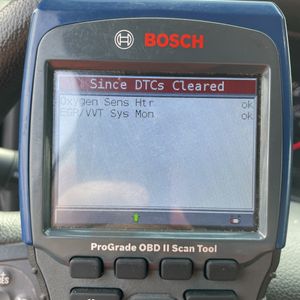 BOSCH
Since DTCs Cleared
Oxygen Sens Htr ok
EGR/VVT Sys Mon ok
ProGrade OBD II Scan Tool